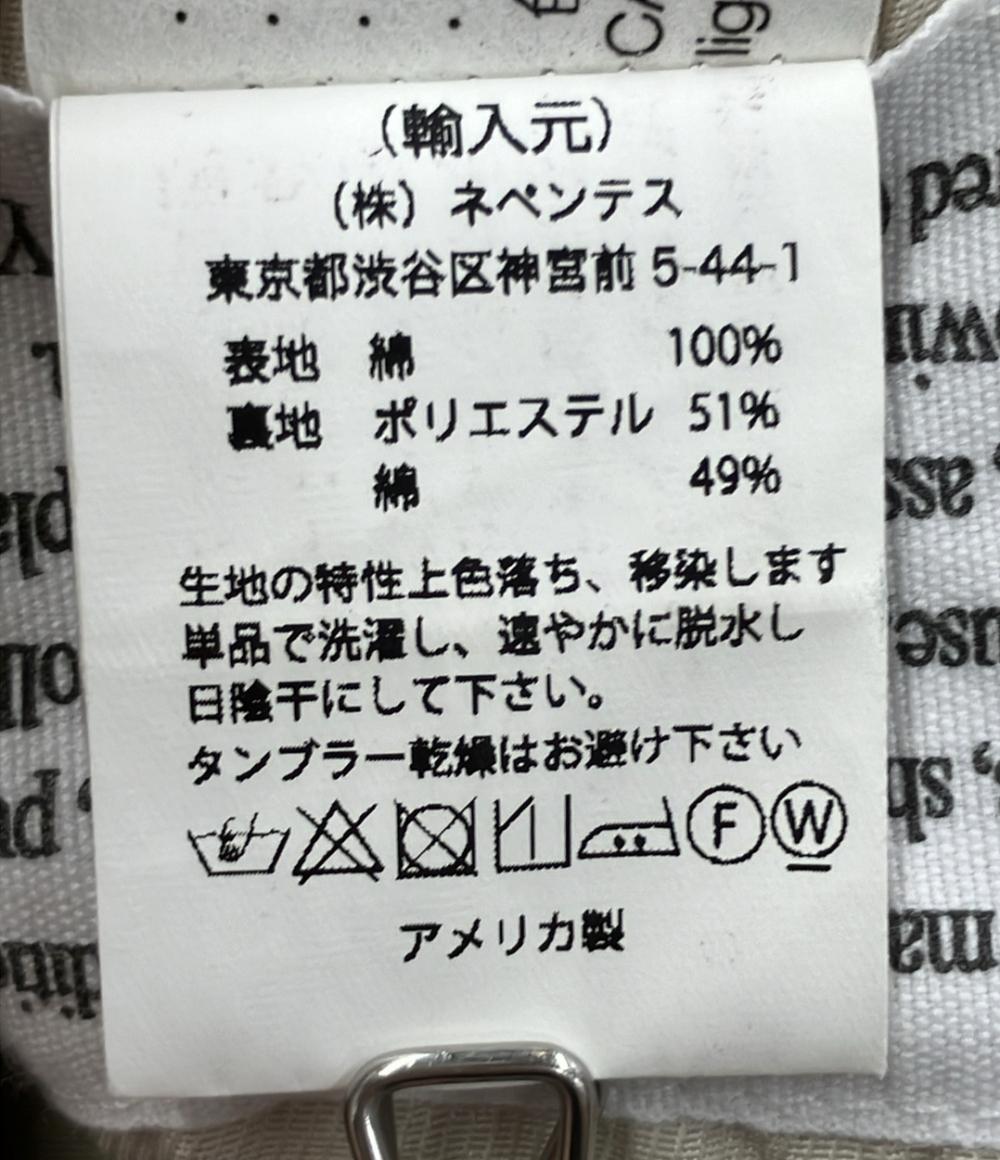 (輸入元)
(株) ネペンテス
東京都渋谷区神宮前 5-44-1
表地 綿 100%
裏地 ポリエステル 51%
綿 49%
生地の特性上色落ち、移染します
単品で洗濯し、速やかに脱水し
日陰干にして下さい。
タンブラー乾燥はお避け下さい
F W
アメリカ製